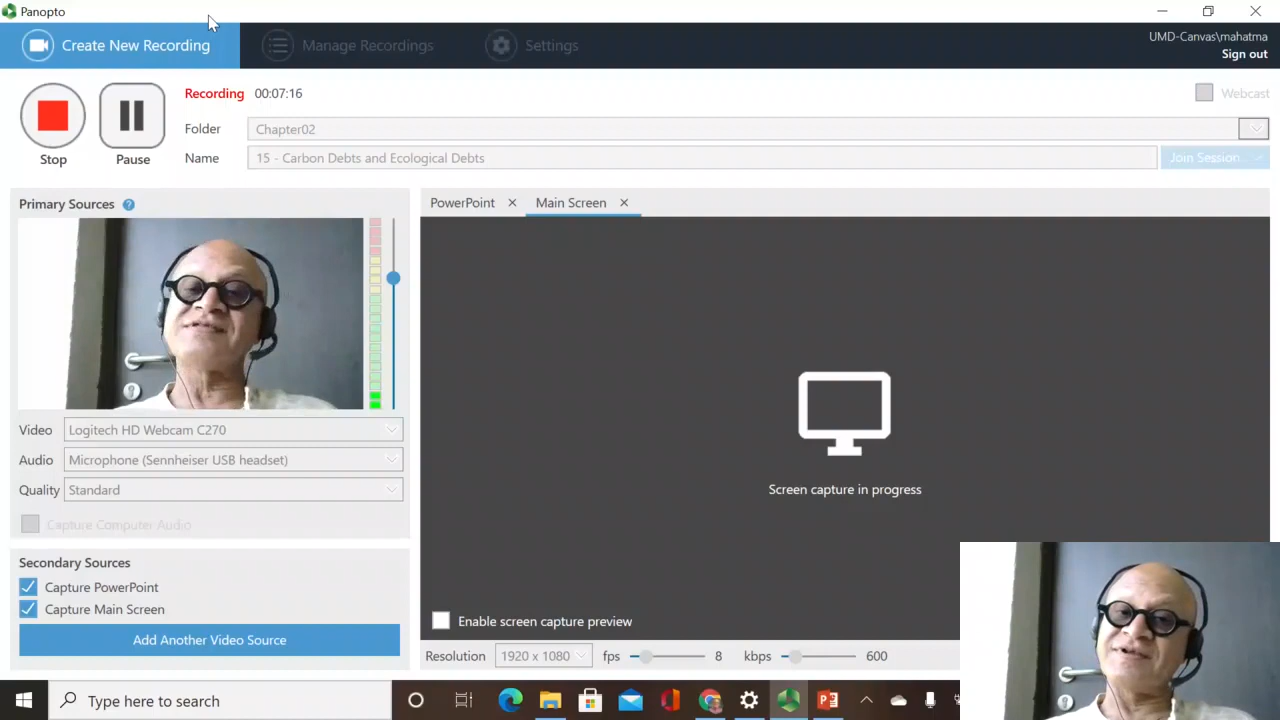 Panopto
Create New Recording
Manage Recordings
Settings
UMD-Canvas\mahatma
Sign out
Recording 00:07:16
Webcast
Folder Chapter02
Name 15 - Carbon Debts and Ecological Debts
Join Session...
Stop
Pause
Primary Sources ?
PowerPoint
Main Screen
Video Logitech HD Webcam C270
Audio Microphone (Sennheiser USB headset)
Quality Standard
Capture Computer Audio
Screen capture in progress
Secondary Sources
Capture PowerPoint
Capture Main Screen
Add Another Video Source
Enable screen capture preview
Resolution 1920 x 1080 fps 8 kbps 600
Type here to search